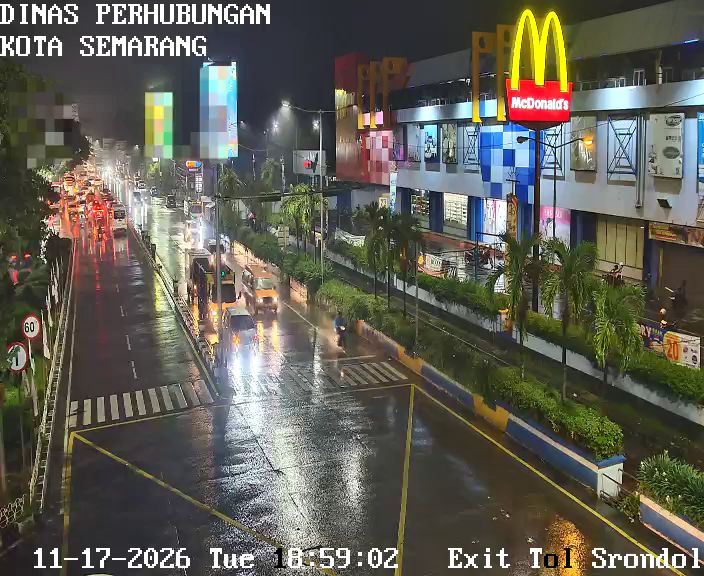 DINAS PERHUBUNGAN
KOTA SEMARANG
McDonald's
60
20
11-17-2026 Tue 18:59:02 Exit Tol Srondol